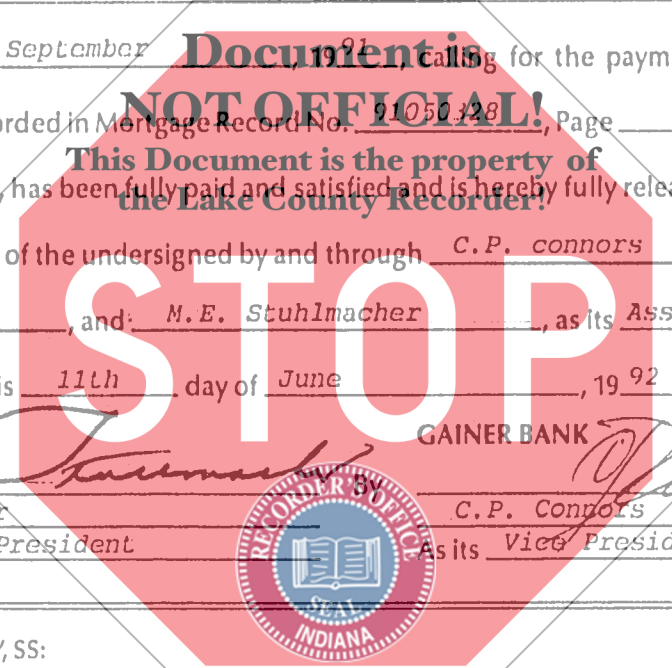 September , 1991 , calling for the paym
Document is
orded in Mortgage Record No. 91050328 , Page
NOT OFFICIAL!
This Document is the property of
, has been fully paid and satisfied and is hereby fully relea
the Lake County Recorder!
of the undersigned by and through C.P. connors
, and M.E. Stuhlmacher , as its Ass
is 11th day of June , 19 92
STOP
GAINER BANK
BY
C.P. Connors
President As its Vice Presid
RECORDER'S OFFICE
SEAL
INDIANA
, SS: